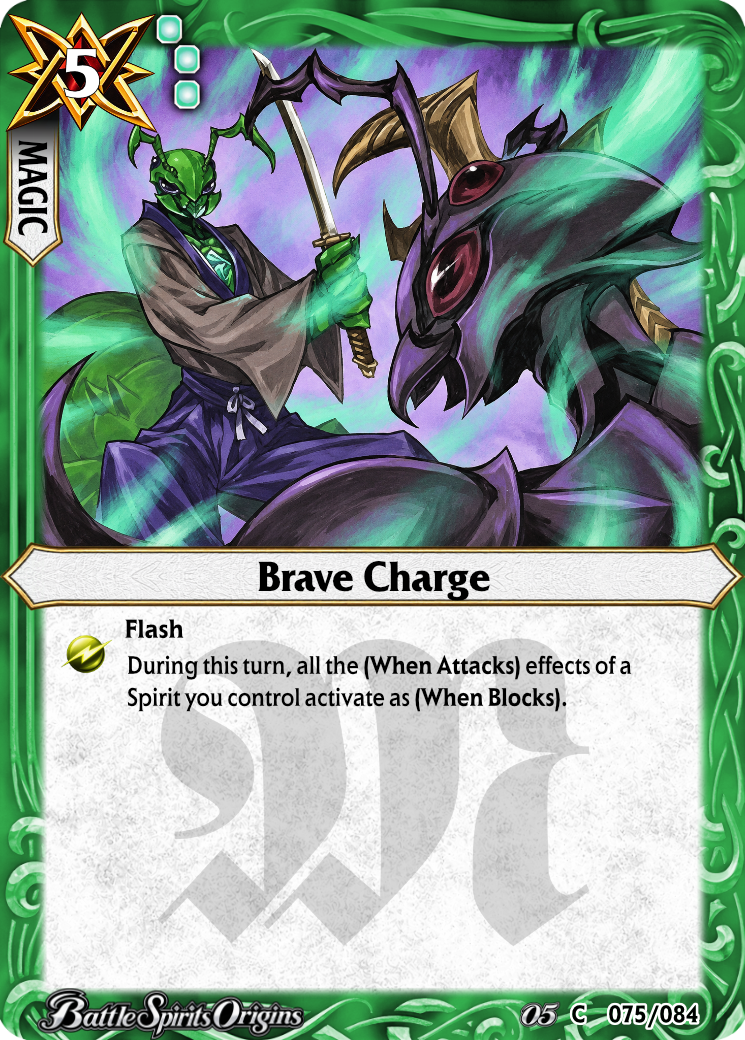 5
MAGIC
Brave Charge
Flash
During this turn, all the (When Attacks) effects of a
Spirit you control activate as (When Blocks).
M
Battle Spirits Origins
05 C 075/084